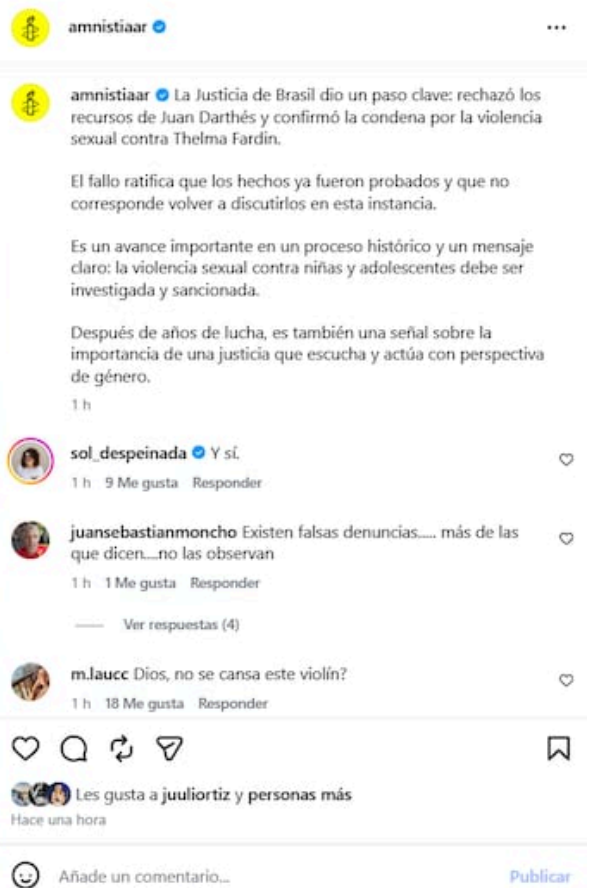 amnistiaar
amnistiaar La Justicia de Brasil dio un paso clave: rechazó los
recursos de Juan Darthés y confirmó la condena por la violencia
sexual contra Thelma Fardin.
El fallo ratifica que los hechos ya fueron probados y que no
corresponde volver a discutirlos en esta instancia.
Es un avance importante en un proceso histórico y un mensaje
claro: la violencia sexual contra niñas y adolescentes debe ser
investigada y sancionada.
Después de años de lucha, es también una señal sobre la
importancia de una justicia que escucha y actúa con perspectiva
de género.
1 h
sol_despeinada Y sí.
1 h 9 Me gusta Responder
juansebastianmoncho Existen falsas denuncias..... más de las
que dicen....no las observan
1 h 1 Me gusta Responder
Ver respuestas (4)
m.laucc Dios, no se cansa este violín?
1 h 18 Me gusta Responder
Les gusta a juuliortiz y personas más
Hace una hora
Añade un comentario...
Publicar